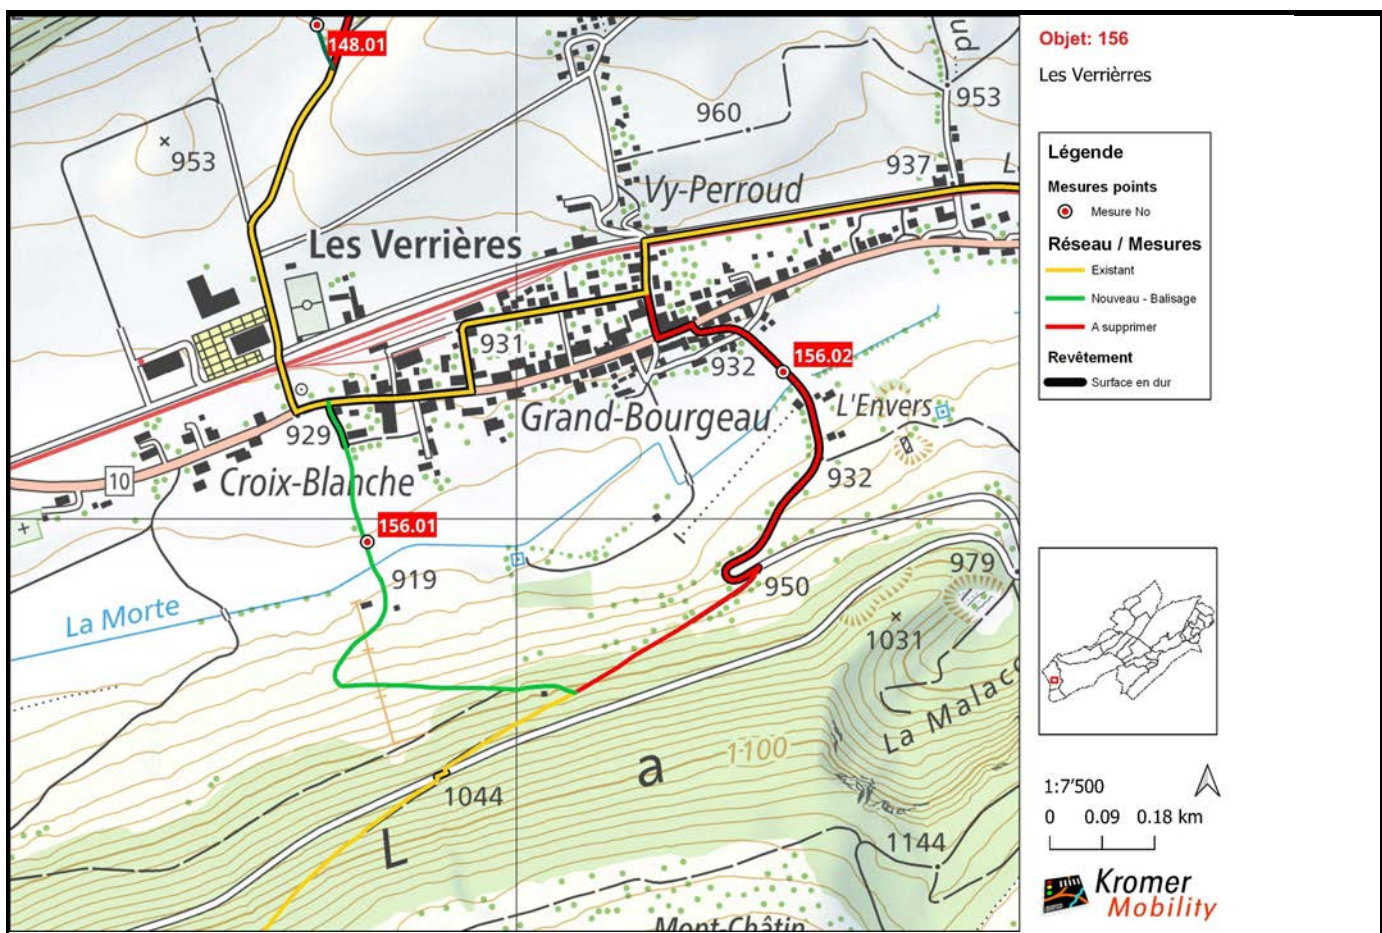 148.01
ud
953
960
953
937
L
Vy-Perroud
Les Verrières
931
932
156.02
L'Envers
929
Grand-Bourgeau
932
10
Croix-Blanche
156.01
919
950
979
La Morte
1031
La Malaco
1100
a
1044
L
1144
Mont-Châtin
Objet: 156
Les Verrièrres
Légende
Mesures points
Mesure No
Réseau / Mesures
Existant
Nouveau - Balisage
A supprimer
Revêtement
Surface en dur
1:7'500
0 0.09 0.18 km
Kromer
Mobility